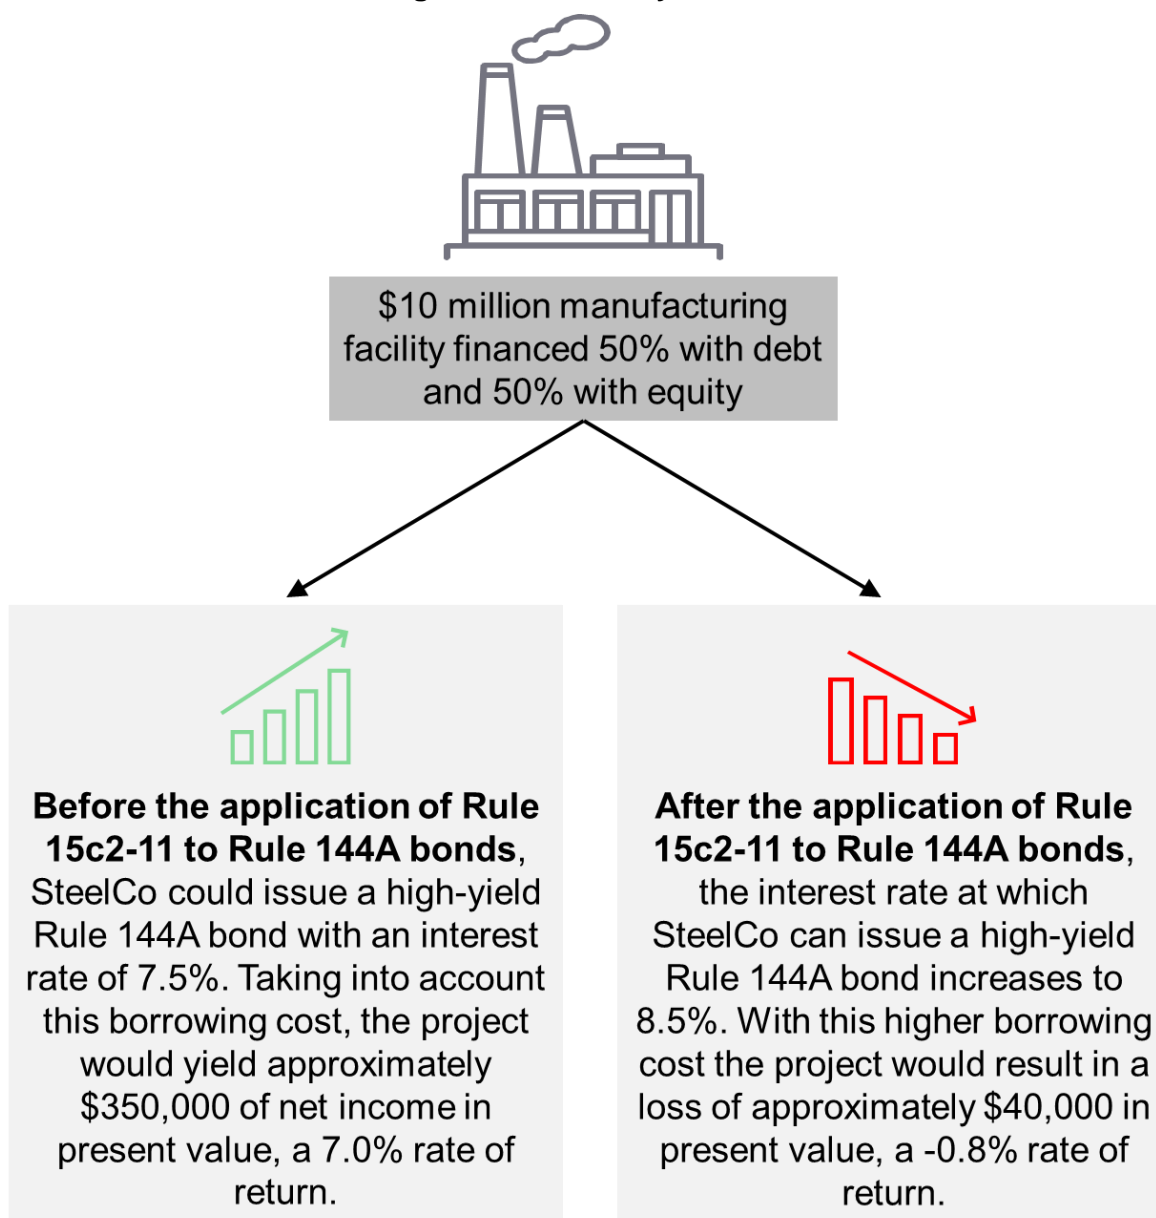 $10 million manufacturing
facility financed 50% with debt
and 50% with equity
Before the application of Rule
15c2-11 to Rule 144A bonds,
SteelCo could issue a high-yield
Rule 144A bond with an interest
rate of 7.5%. Taking into account
this borrowing cost, the project
would yield approximately
$350,000 of net income in
present value, a 7.0% rate of
return.
After the application of Rule
15c2-11 to Rule 144A bonds,
the interest rate at which
SteelCo can issue a high-yield
Rule 144A bond increases to
8.5%. With this higher borrowing
cost the project would result in a
loss of approximately $40,000 in
present value, a -0.8% rate of
return.